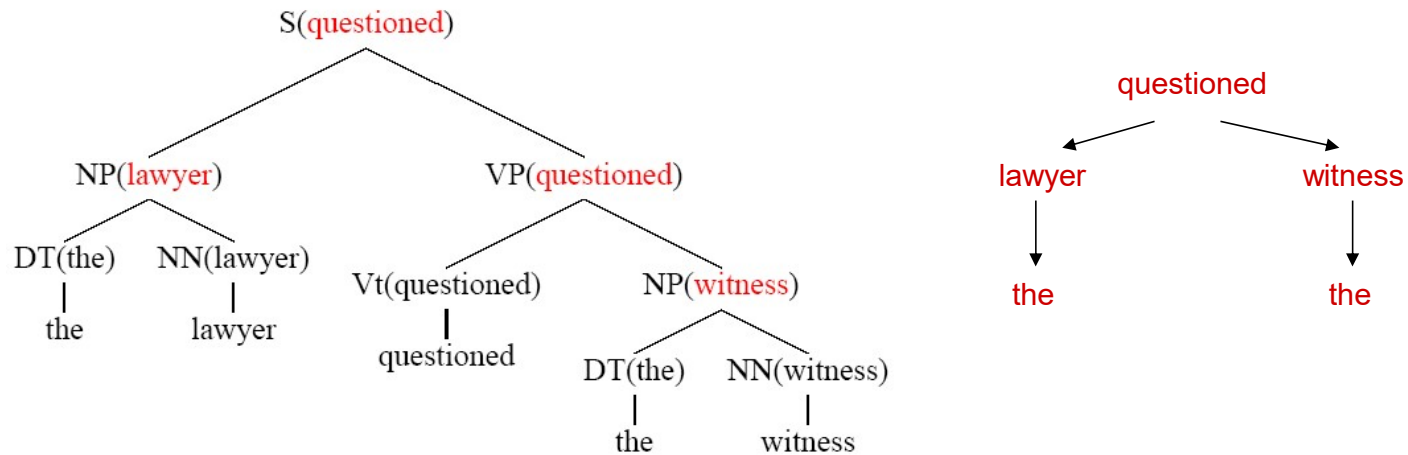 S(questioned)
NP(lawyer)
VP(questioned)
DT(the)
NN(lawyer)
Vt(questioned)
NP(witness)
the
lawyer
questioned
DT(the)
NN(witness)
the
witness
questioned
lawyer
witness
the
the